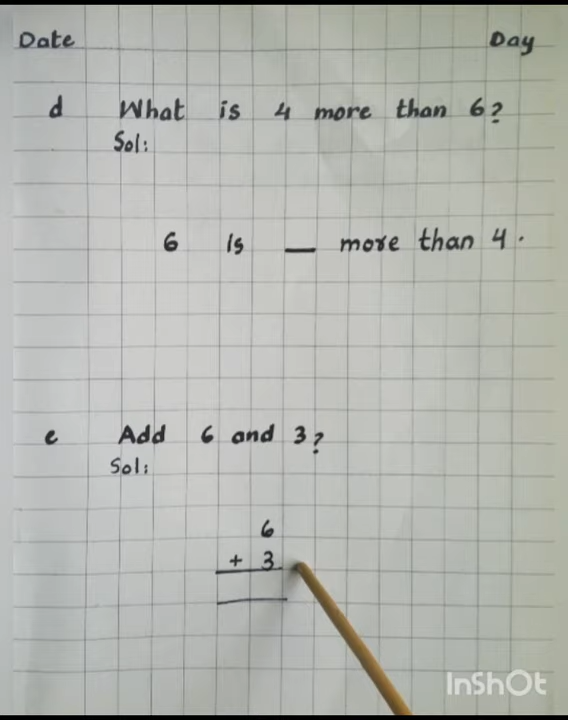 Date Day
d What is 4 more than 6?
Sol:
6 is _ more than 4.
e Add 6 and 3?
Sol:
6
+ 3
InShOt